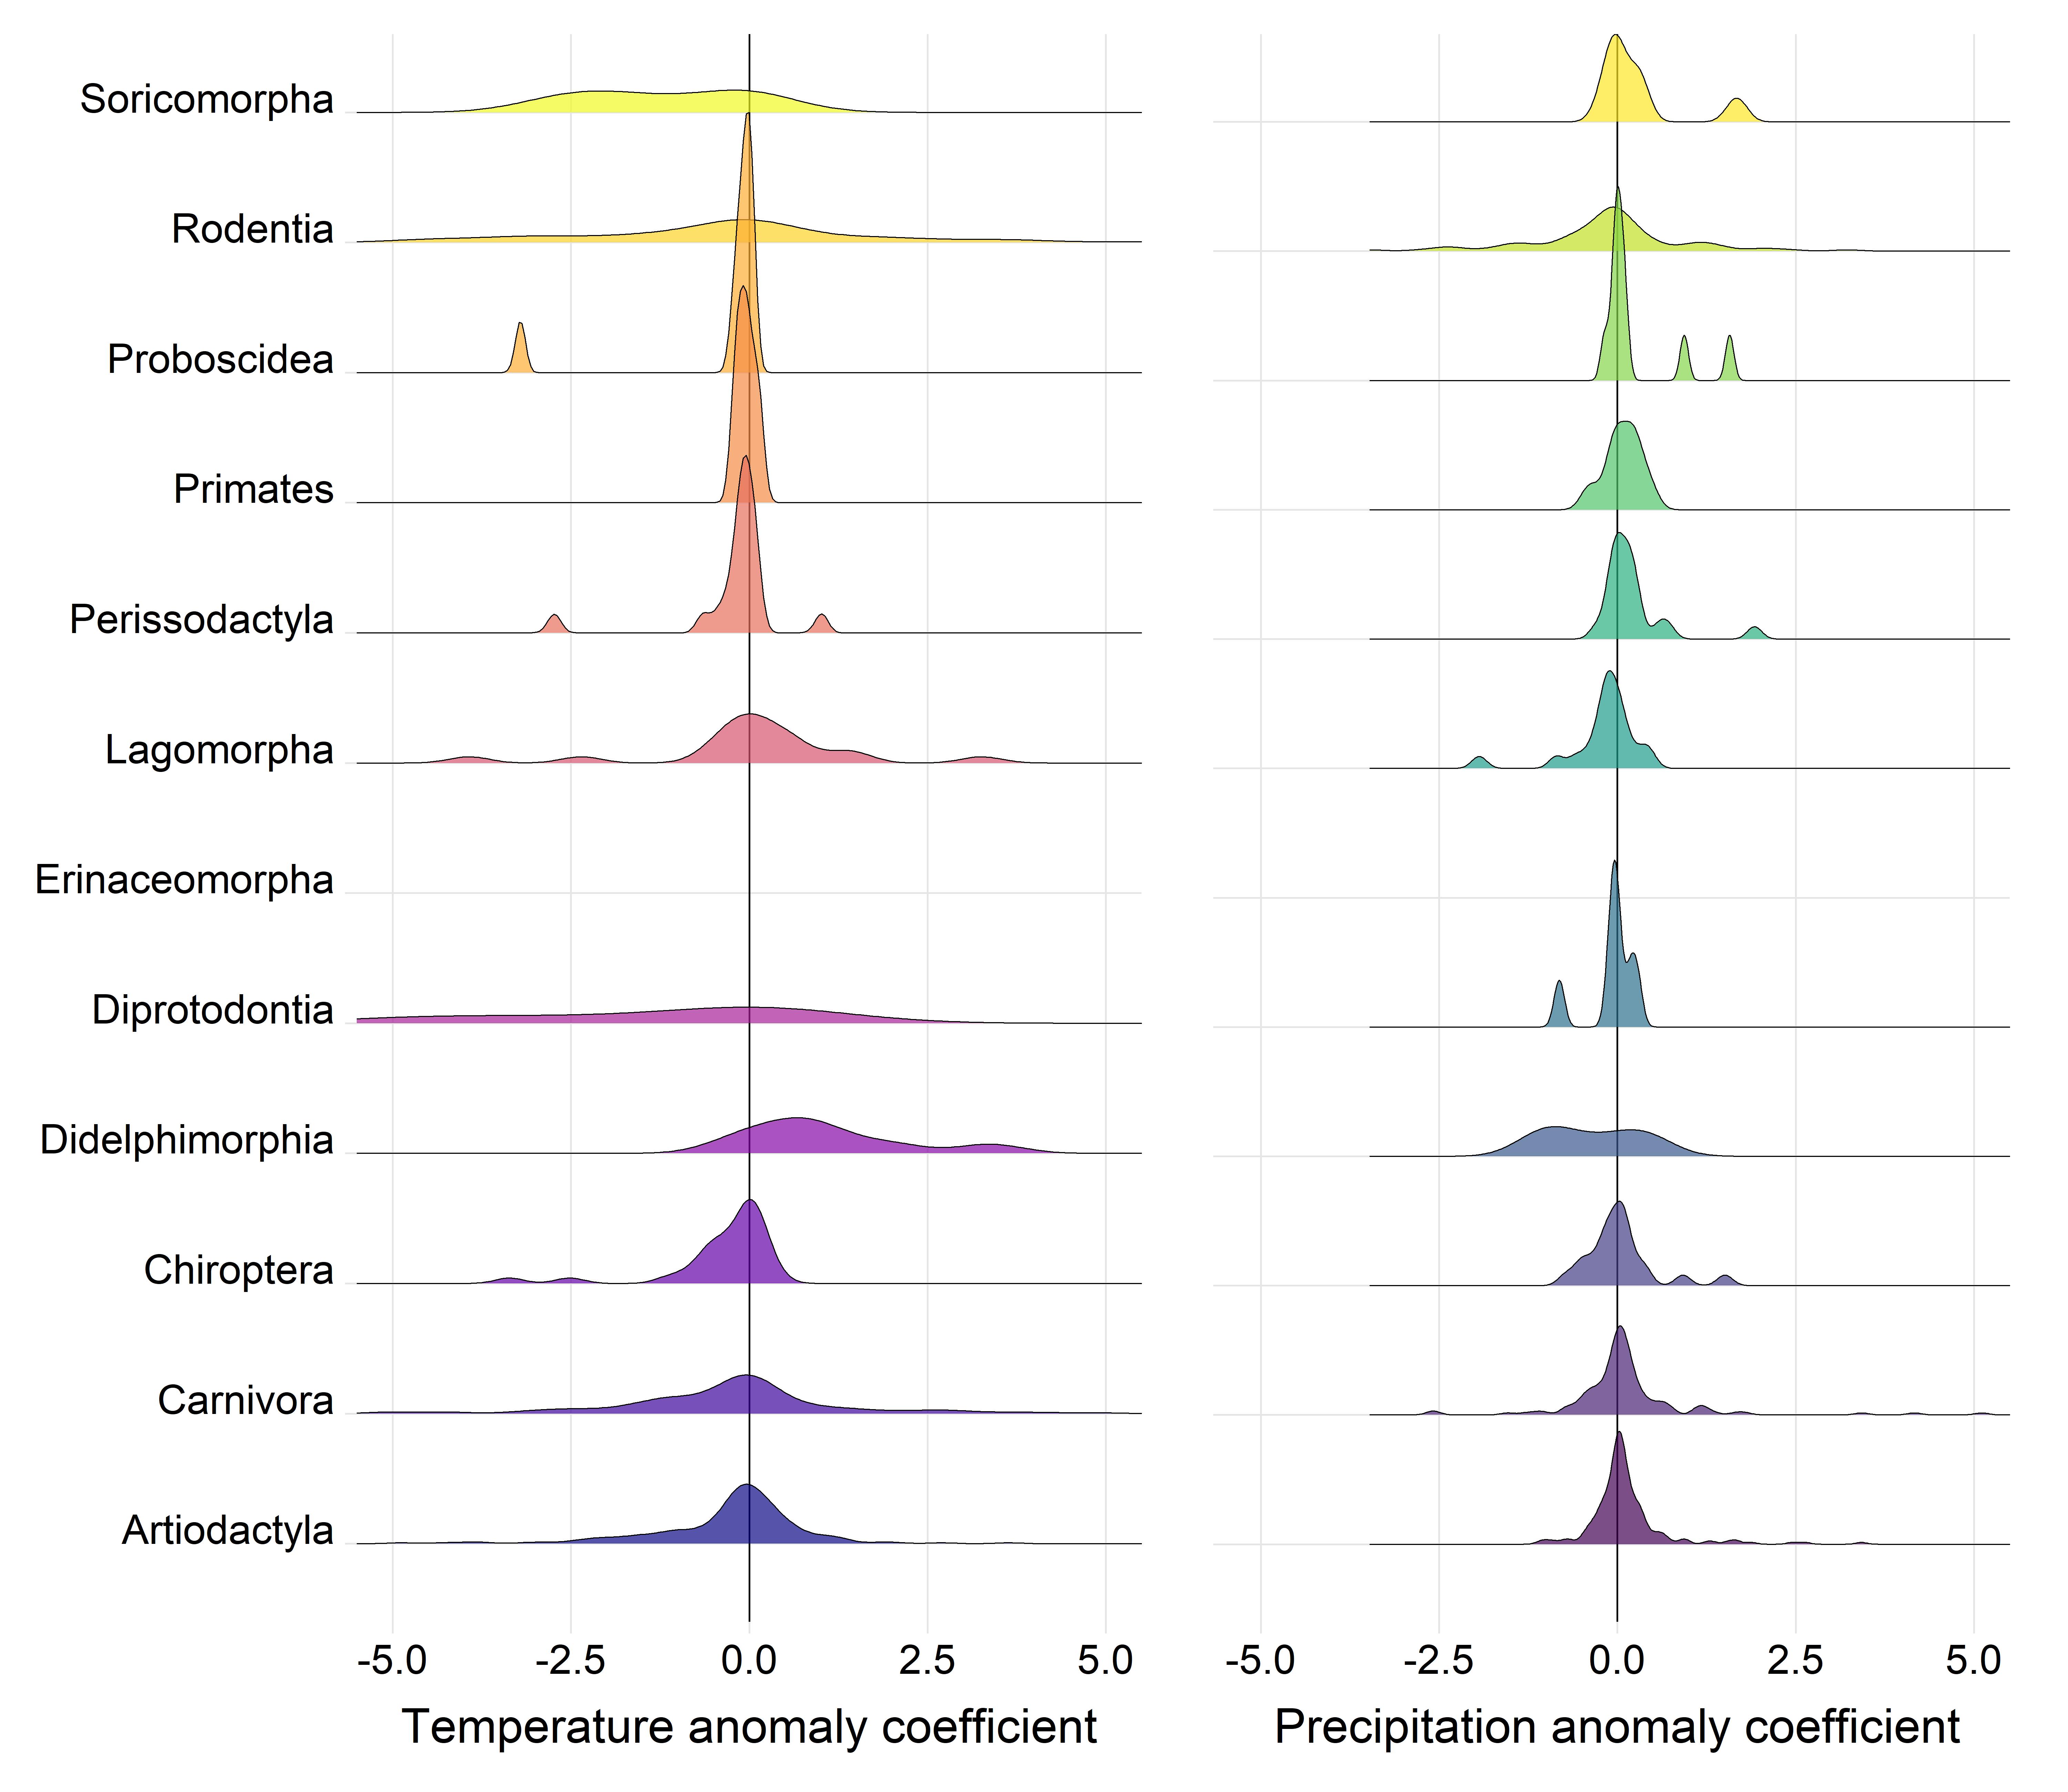 Soricomorpha
Rodentia
Proboscidea
Primates
Perissodactyla
Lagomorpha
Erinaceomorpha
Diprotodontia
Didelphimorphia
Chiroptera
Carnivora
Artiodactyla
-5.0 -2.5 0.0 2.5 5.0
Temperature anomaly coefficient
-5.0 -2.5 0.0 2.5 5.0
Precipitation anomaly coefficient